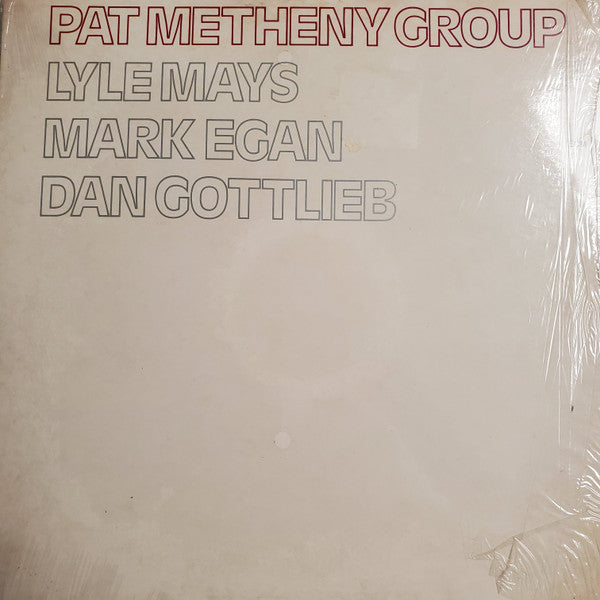 PAT METHENY GROUP
LYLE MAYS
MARK EGAN
DAN GOTTLIEB